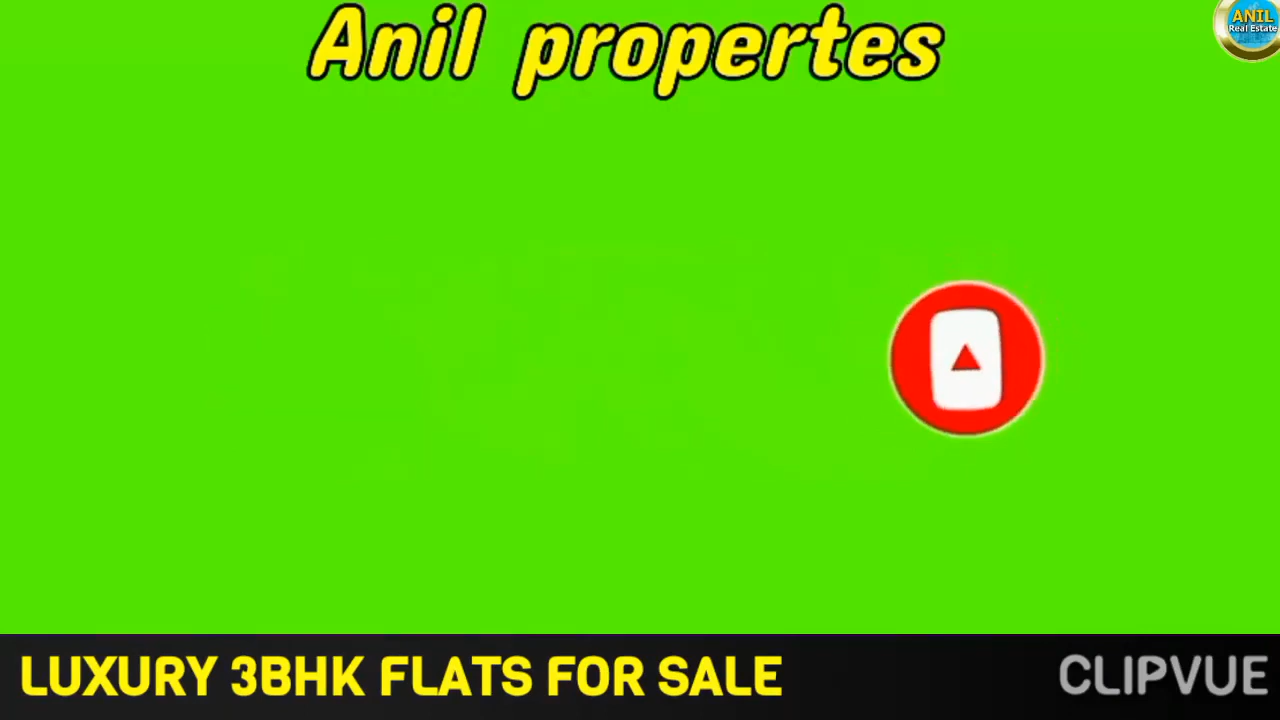 Anil propertes
ANIL
Real Estate
LUXURY 3BHK FLATS FOR SALE
CLIPVUE